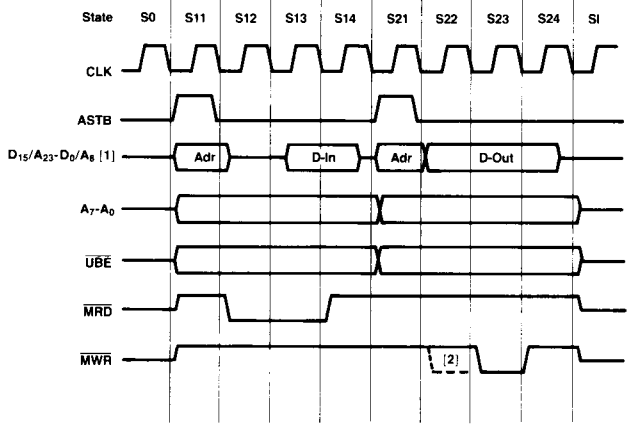 State S0 S11 S12 S13 S14 S21 S22 S23 S24 SI
CLK
ASTB
D15/A23-D0/A8 [1] Adr D-In Adr D-Out
A7-A0
UBE
MRD
MWR [2]